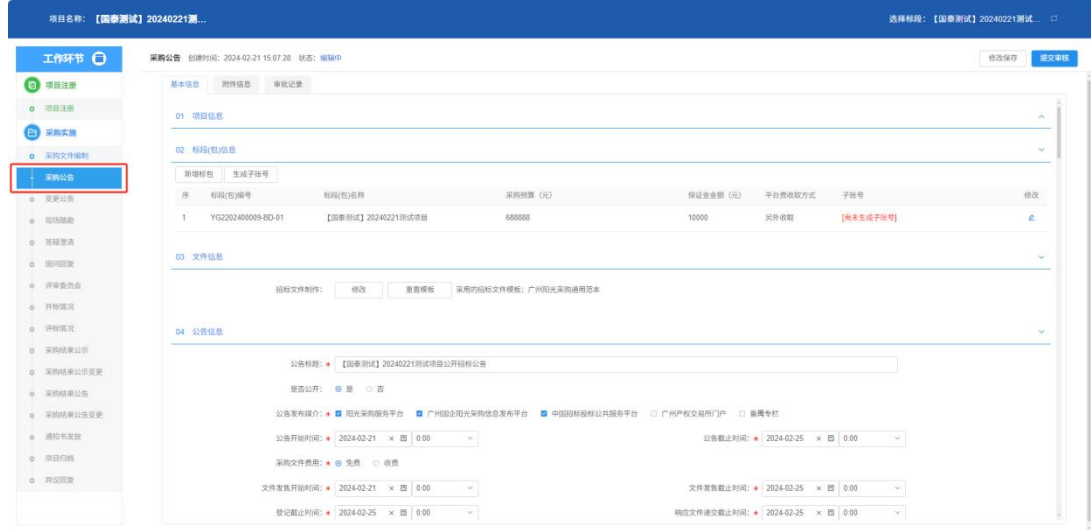 项目名称: 【国泰测试】20240221测... 选择标段: 【国泰测试】20240221测试...
工作环节
采购公告 创建时间: 2024-02-21 15:07:28 状态: 编辑中 修改保存 提交审核
项目注册
项目注册
采购实施
采购文件编制
采购公告
变更公告
现场踏勘
答疑澄清
提问回复
评审委员会
开标情况
评标情况
采购结果公示
采购结果公示变更
采购结果公告
采购结果公告变更
通知书发放
项目归档
异议回复
基本信息 附件信息 审批记录
01 项目信息
02 标段(包)信息
新增标包 生成子账号
序 标段(包)编号 标段(包)名称 采购预算 (元) 保证金金额 (元) 平台费收取方式 子账号 修改
1 YG2202400009-BD-01 【国泰测试】20240221测试项目 688888 10000 另外收取 [尚未生成子账号]
03 文件信息
招标文件制作: 修改 重置模板 采用的招标文件模板: 广州阳光采购通用范本
04 公告信息
公告标题: * 【国泰测试】20240221测试项目公开招标公告
是否公开: 是 否
公告发布媒介: * 阳光采购服务平台 广州国企阳光采购信息发布平台 中国招标投标公共服务平台 广州产权交易所门户 番禺专栏
公告开始时间: * 2024-02-21 × 0:00 公告截止时间: * 2024-02-25 × 0:00
采购文件费用: * 免费 收费
文件发售开始时间: * 2024-02-21 × 0:00 文件发售截止时间: * 2024-02-25 × 0:00
登记截止时间: * 2024-02-25 × 0:00 响应文件递交截止时间: * 2024-02-25 × 0:00